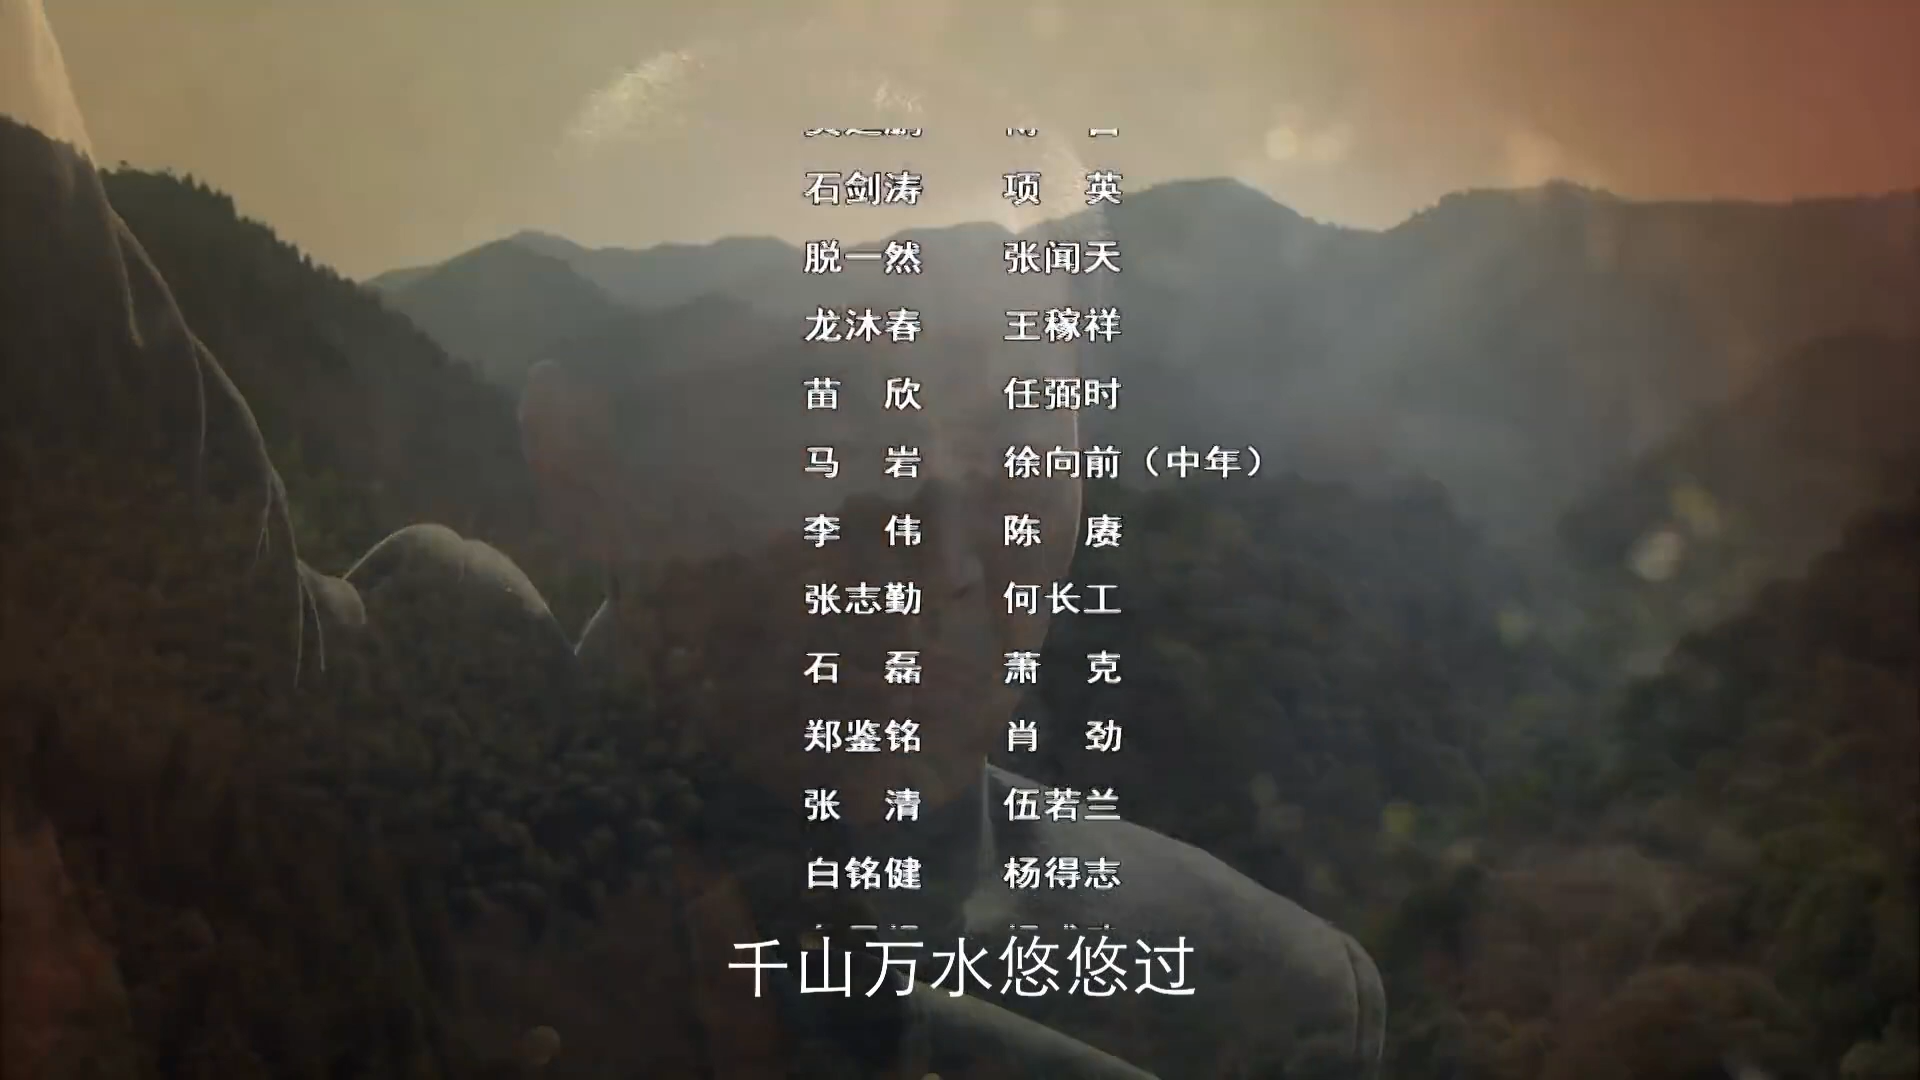 石剑涛 项 英
脱一然 张闻天
龙沐春 王稼祥
苗 欣 任弼时
马 岩 徐向前（中年）
李 伟 陈 赓
张志勤 何长工
石 磊 萧 克
郑鉴铭 肖 劲
张 清 伍若兰
白铭健 杨得志
千山万水悠悠过